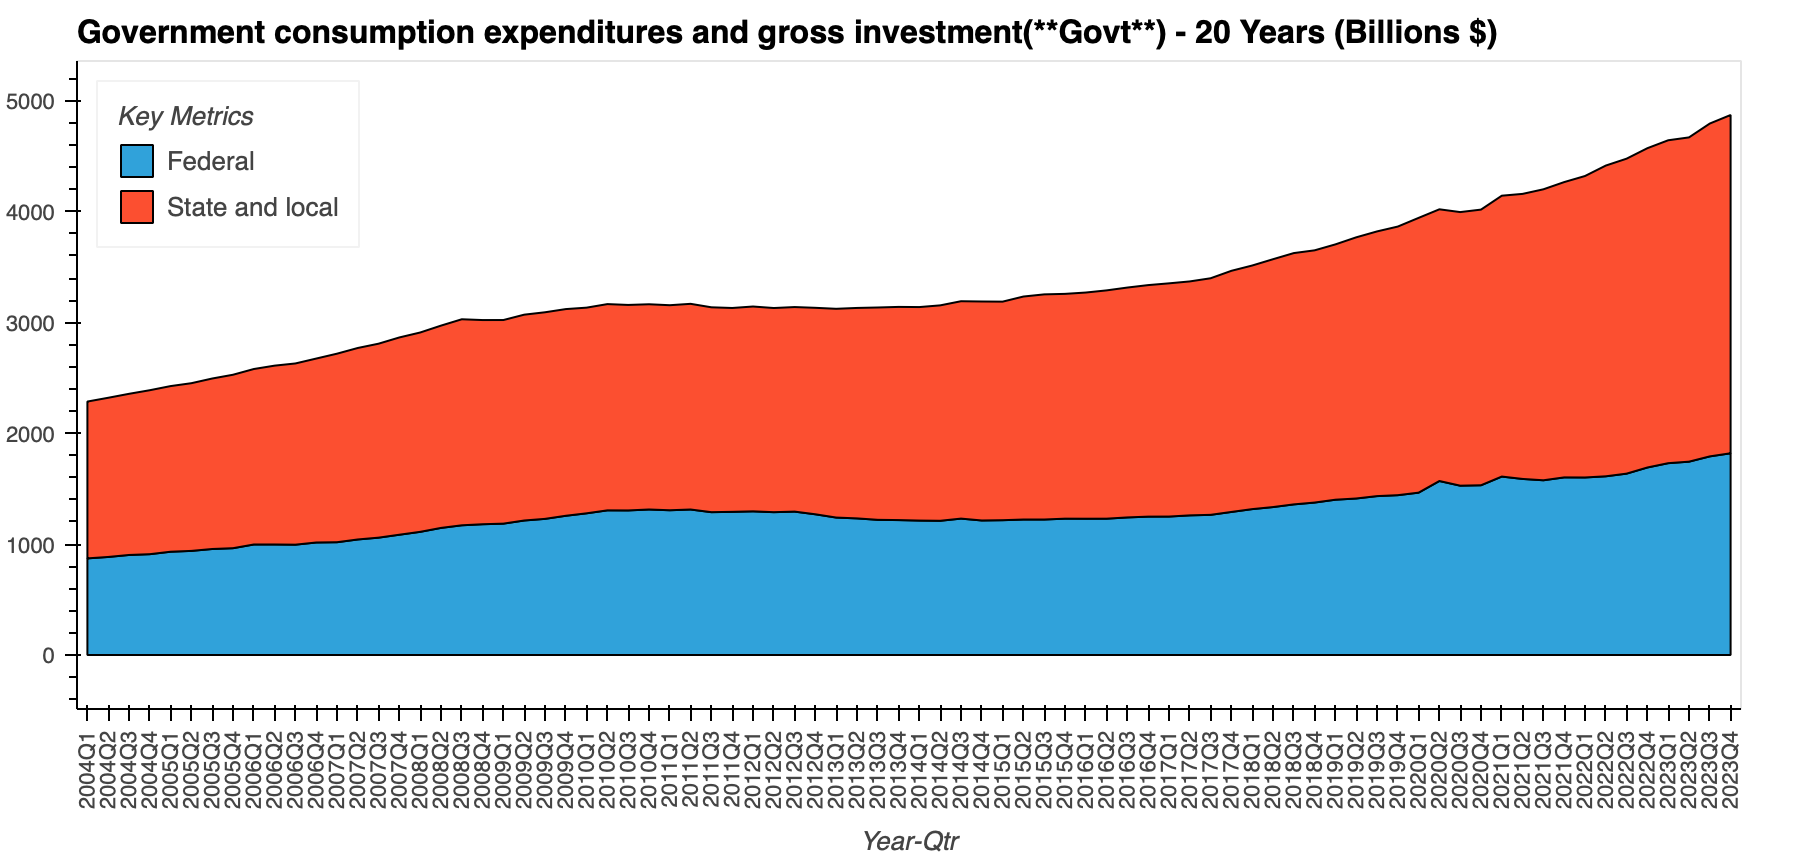 Government consumption expenditures and gross investment(**Govt**) - 20 Years (Billions $)
Key Metrics
Federal
State and local
5000
4000
3000
2000
1000
0
2004Q1
2004Q2
2004Q3
2004Q4
2005Q1
2005Q2
2005Q3
2005Q4
2006Q1
2006Q2
2006Q3
2006Q4
2007Q1
2007Q2
2007Q3
2007Q4
2008Q1
2008Q2
2008Q3
2008Q4
2009Q1
2009Q2
2009Q3
2009Q4
2010Q1
2010Q2
2010Q3
2010Q4
2011Q1
2011Q2
2011Q3
2011Q4
2012Q1
2012Q2
2012Q3
2012Q4
2013Q1
2013Q2
2013Q3
2013Q4
2014Q1
2014Q2
2014Q3
2014Q4
2015Q1
2015Q2
2015Q3
2015Q4
2016Q1
2016Q2
2016Q3
2016Q4
2017Q1
2017Q2
2017Q3
2017Q4
2018Q1
2018Q2
2018Q3
2018Q4
2019Q1
2019Q2
2019Q3
2019Q4
2020Q1
2020Q2
2020Q3
2020Q4
2021Q1
2021Q2
2021Q3
2021Q4
2022Q1
2022Q2
2022Q3
2022Q4
2023Q1
2023Q2
2023Q3
2023Q4
Year-Qtr